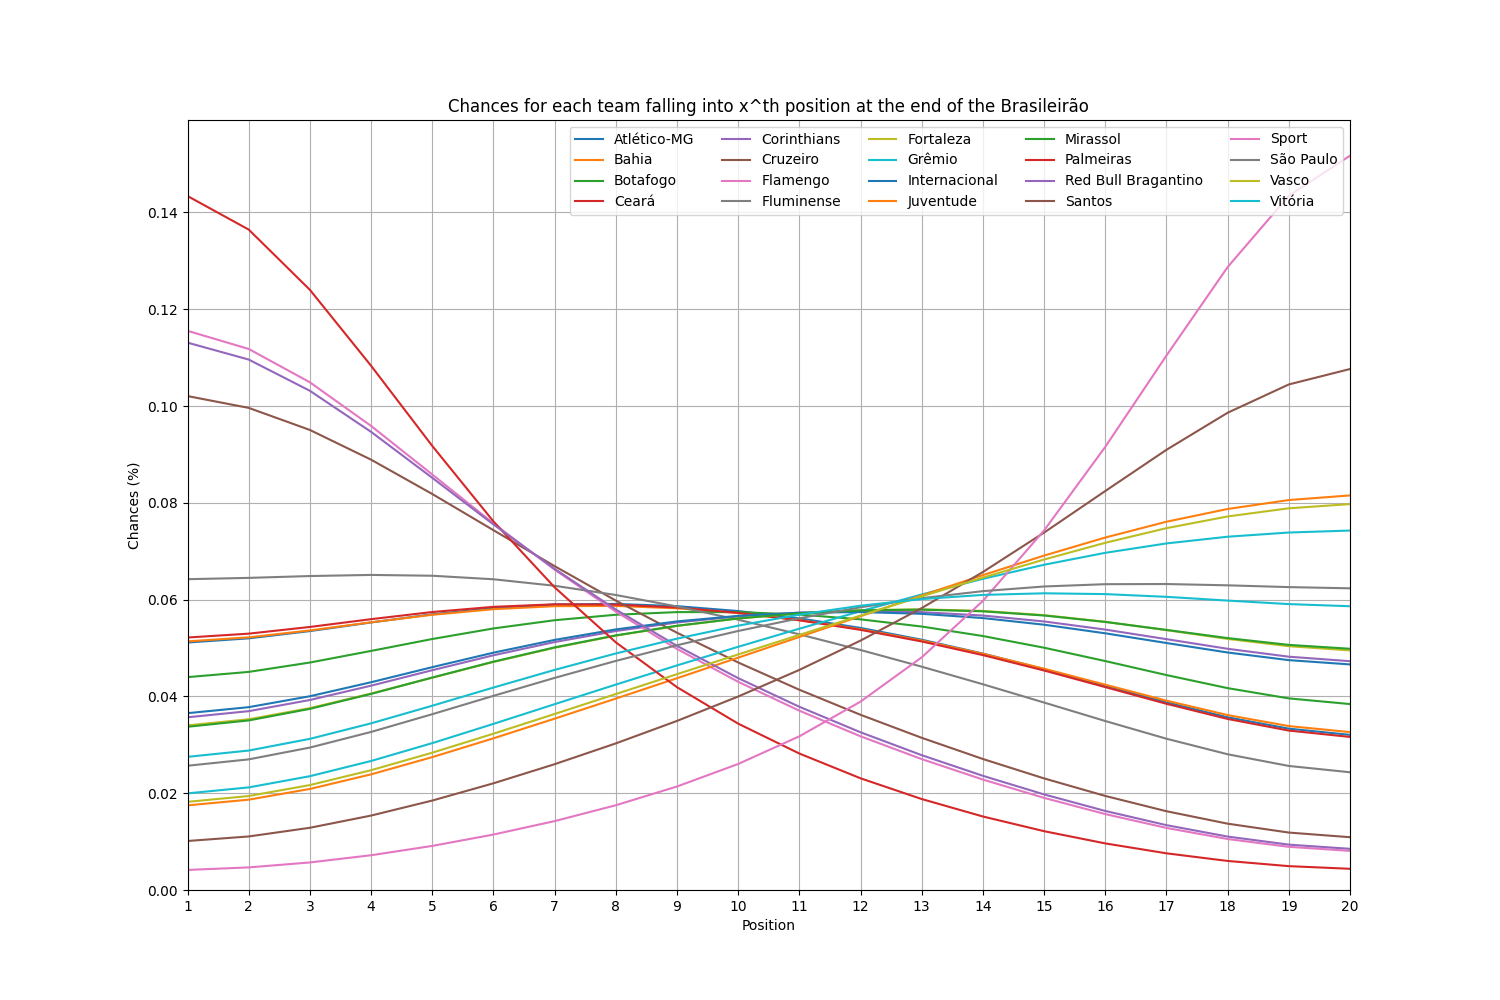 Chances for each team falling into x^th position at the end of the Brasileirão
Atlético-MG Corinthians Fortaleza Mirassol Sport
Bahia Cruzeiro Grêmio Palmeiras São Paulo
Botafogo Flamengo Internacional Red Bull Bragantino Vasco
Ceará Fluminense Juventude Santos Vitória
0.14
0.12
0.10
0.08
0.06
0.04
0.02
0.00
Chances (%)
1 2 3 4 5 6 7 8 9 10 11 12 13 14 15 16 17 18 19 20
Position